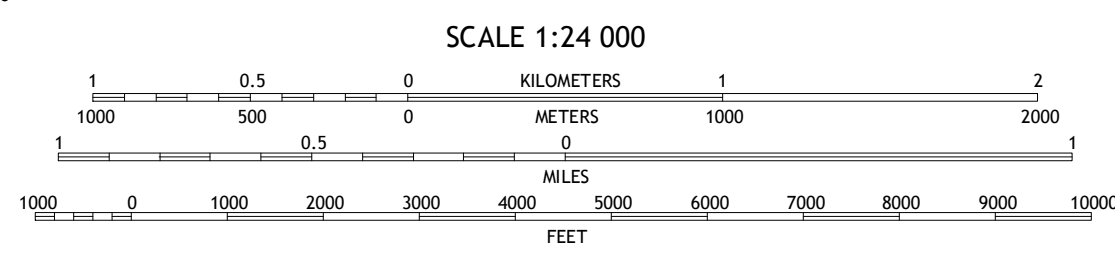 SCALE 1:24 000
1 0.5 0 KILOMETERS 1 2
1000 500 0 METERS 1000 2000
1 0.5 0 1
MILES
1000 0 1000 2000 3000 4000 5000 6000 7000 8000 9000 10000
FEET